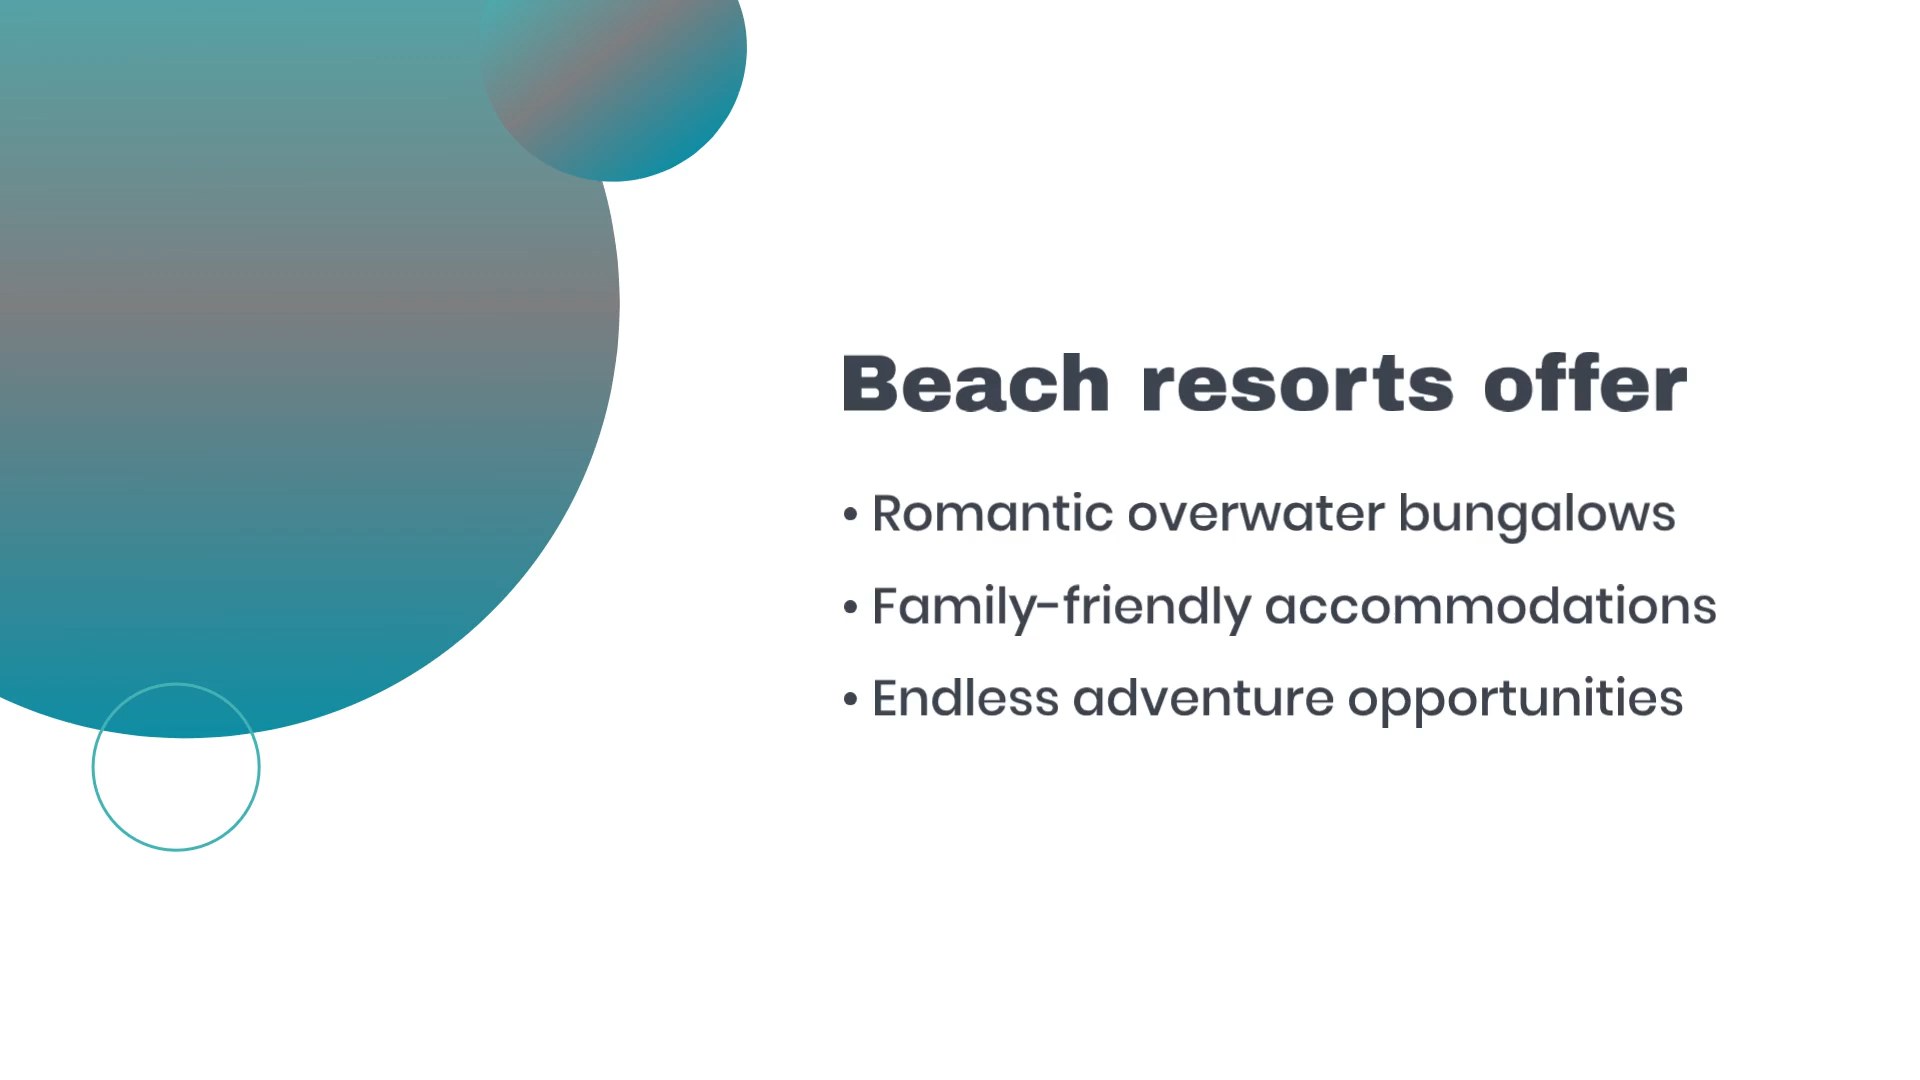 Beach resorts offer
• Romantic overwater bungalows
• Family-friendly accommodations
• Endless adventure opportunities